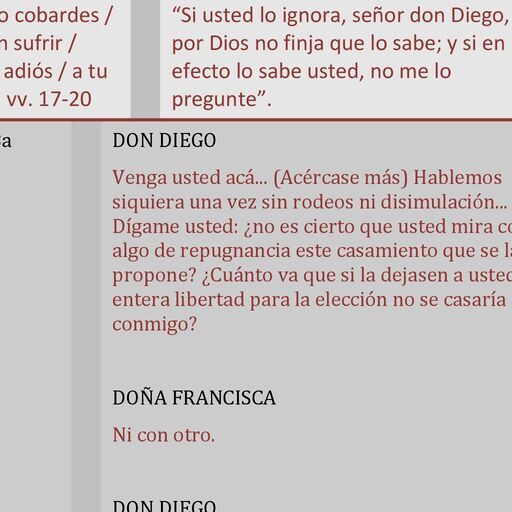 o cobardes /
n sufrir /
adiós / a tu
vv. 17-20
“Si usted lo ignora, señor don Diego,
por Dios no finja que lo sabe; y si en
efecto lo sabe usted, no me lo
pregunte”.
a
DON DIEGO
Venga usted acá... (Acércase más) Hablemos
siquiera una vez sin rodeos ni disimulación...
Dígame usted: ¿no es cierto que usted mira co
algo de repugnancia este casamiento que se l
propone? ¿Cuánto va que si la dejasen a uste
entera libertad para la elección no se casaría
conmigo?
DOÑA FRANCISCA
Ni con otro.
DON DIEGO